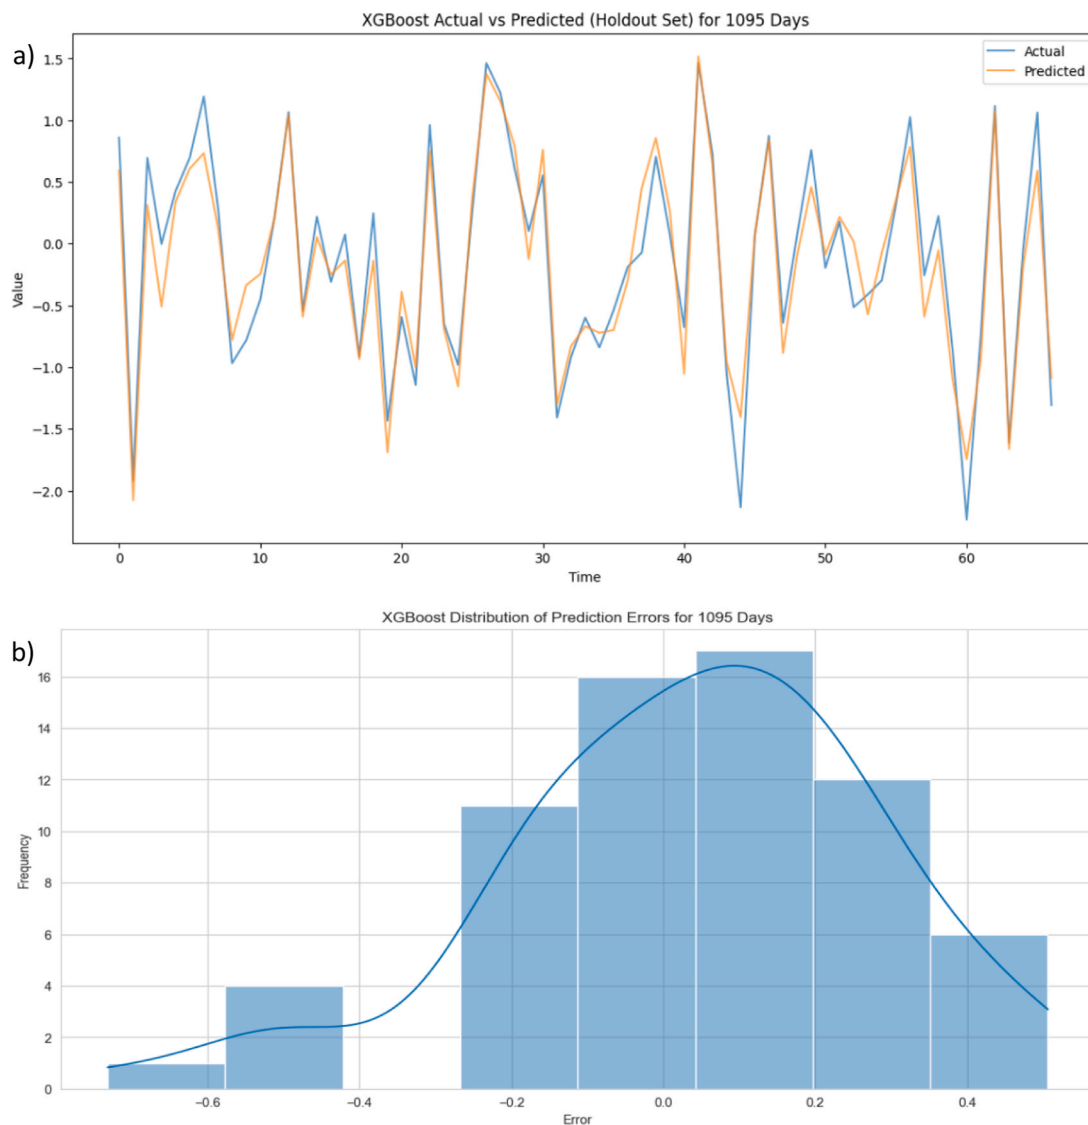 XGBoost Actual vs Predicted (Holdout Set) for 1095 Days
a)
Actual
Predicted
1.5
1.0
0.5
0.0
−0.5
−1.0
−1.5
−2.0
Value
0 10 20 30 40 50 60
Time
XGBoost Distribution of Prediction Errors for 1095 Days
b)
16
14
12
10
8
6
4
2
0
Frequency
−0.6 −0.4 −0.2 0.0 0.2 0.4
Error